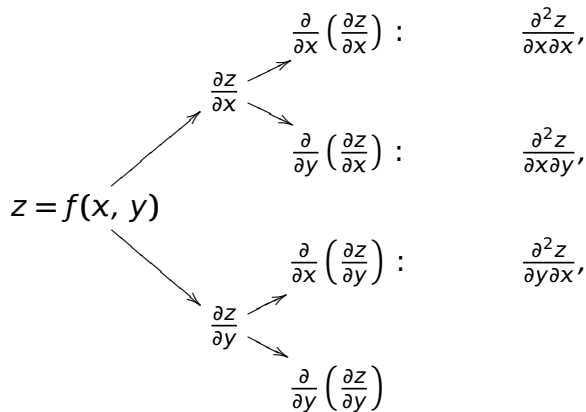 ∂/∂x (∂z/∂x) : ∂²z/∂x∂x,
∂z/∂x
∂/∂y (∂z/∂x) : ∂²z/∂x∂y,
z = f(x, y)
∂/∂x (∂z/∂y) : ∂²z/∂y∂x,
∂z/∂y
∂/∂y (∂z/∂y)